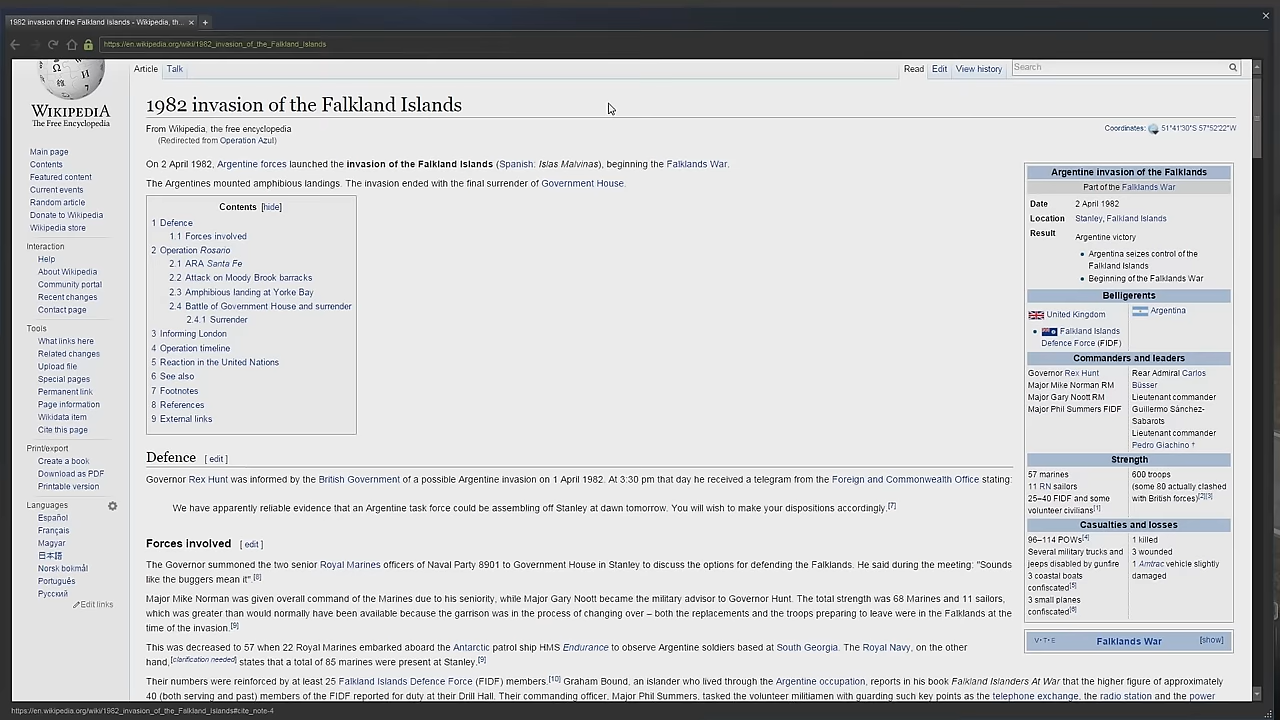 1982 invasion of the Falkland Islands - Wikipedia, th...
https://en.wikipedia.org/wiki/1982_invasion_of_the_Falkland_Islands
Article Talk
Read Edit View history Search
WIKIPEDIA
The Free Encyclopedia
Main page
Contents
Featured content
Current events
Random article
Donate to Wikipedia
Wikipedia store
Interaction
Help
About Wikipedia
Community portal
Recent changes
Contact page
Tools
What links here
Related changes
Upload file
Special pages
Permanent link
Page information
Wikidata item
Cite this page
Print/export
Create a book
Download as PDF
Printable version
Languages
Español
Français
Magyar
日本語
Norsk bokmål
Português
Русский
Edit links
1982 invasion of the Falkland Islands
From Wikipedia, the free encyclopedia
(Redirected from Operation Azul)
Coordinates: 51°41′30″S 57°52′22″W
On 2 April 1982, Argentine forces launched the invasion of the Falkland Islands (Spanish: Islas Malvinas), beginning the Falklands War.
The Argentines mounted amphibious landings. The invasion ended with the final surrender of Government House.
Contents [hide]
1 Defence
1.1 Forces involved
2 Operation Rosario
2.1 ARA Santa Fe
2.2 Attack on Moody Brook barracks
2.3 Amphibious landing at Yorke Bay
2.4 Battle of Government House and surrender
2.4.1 Surrender
3 Informing London
4 Operation timeline
5 Reaction in the United Nations
6 See also
7 Footnotes
8 References
9 External links
Defence [ edit ]
Governor Rex Hunt was informed by the British Government of a possible Argentine invasion on 1 April 1982. At 3:30 pm that day he received a telegram from the Foreign and Commonwealth Office stating:
We have apparently reliable evidence that an Argentine task force could be assembling off Stanley at dawn tomorrow. You will wish to make your dispositions accordingly.[7]
Forces involved [ edit ]
The Governor summoned the two senior Royal Marines officers of Naval Party 8901 to Government House in Stanley to discuss the options for defending the Falklands. He said during the meeting: "Sounds
like the buggers mean it".[8]
Major Mike Norman was given overall command of the Marines due to his seniority, while Major Gary Noott became the military advisor to Governor Hunt. The total strength was 68 Marines and 11 sailors,
which was greater than would normally have been available because the garrison was in the process of changing over – both the replacements and the troops preparing to leave were in the Falklands at the
time of the invasion.[9]
This was decreased to 57 when 22 Royal Marines embarked aboard the Antarctic patrol ship HMS Endurance to observe Argentine soldiers based at South Georgia. The Royal Navy, on the other
hand,[clarification needed] states that a total of 85 marines were present at Stanley.[9]
Their numbers were reinforced by at least 25 Falkland Islands Defence Force (FIDF) members.[10] Graham Bound, an islander who lived through the Argentine occupation, reports in his book Falkland Islanders At War that the higher figure of approximately
40 (both serving and past) members of the FIDF reported for duty at their Drill Hall. Their commanding officer, Major Phil Summers, tasked the volunteer militiamen with guarding such key points as the telephone exchange, the radio station and the power
Argentine invasion of the Falklands
Part of the Falklands War
Date 2 April 1982
Location Stanley, Falkland Islands
Result Argentine victory
Argentina seizes control of the
Falkland Islands
Beginning of the Falklands War
Belligerents
United Kingdom
Falkland Islands
Defence Force (FIDF)
Argentina
Commanders and leaders
Governor Rex Hunt
Major Mike Norman RM
Major Gary Noott RM
Major Phil Summers FIDF
Rear Admiral Carlos
Büsser
Lieutenant commander
Guillermo Sánchez-
Sabarots
Lieutenant commander
Pedro Giachino †
Strength
57 marines
11 RN sailors
25–40 FIDF and some
volunteer civilians[1]
600 troops
(some 80 actually clashed
with British forces)[2][3]
Casualties and losses
96–114 POWs[4]
Several military trucks and
jeeps disabled by gunfire
3 coastal boats
confiscated[5]
3 small planes
confiscated[6]
1 killed
3 wounded
1 Amtrac vehicle slightly
damaged
V · T · E Falklands War [show]
https://en.wikipedia.org/wiki/1982_invasion_of_the_Falkland_Islands#cite_note-4